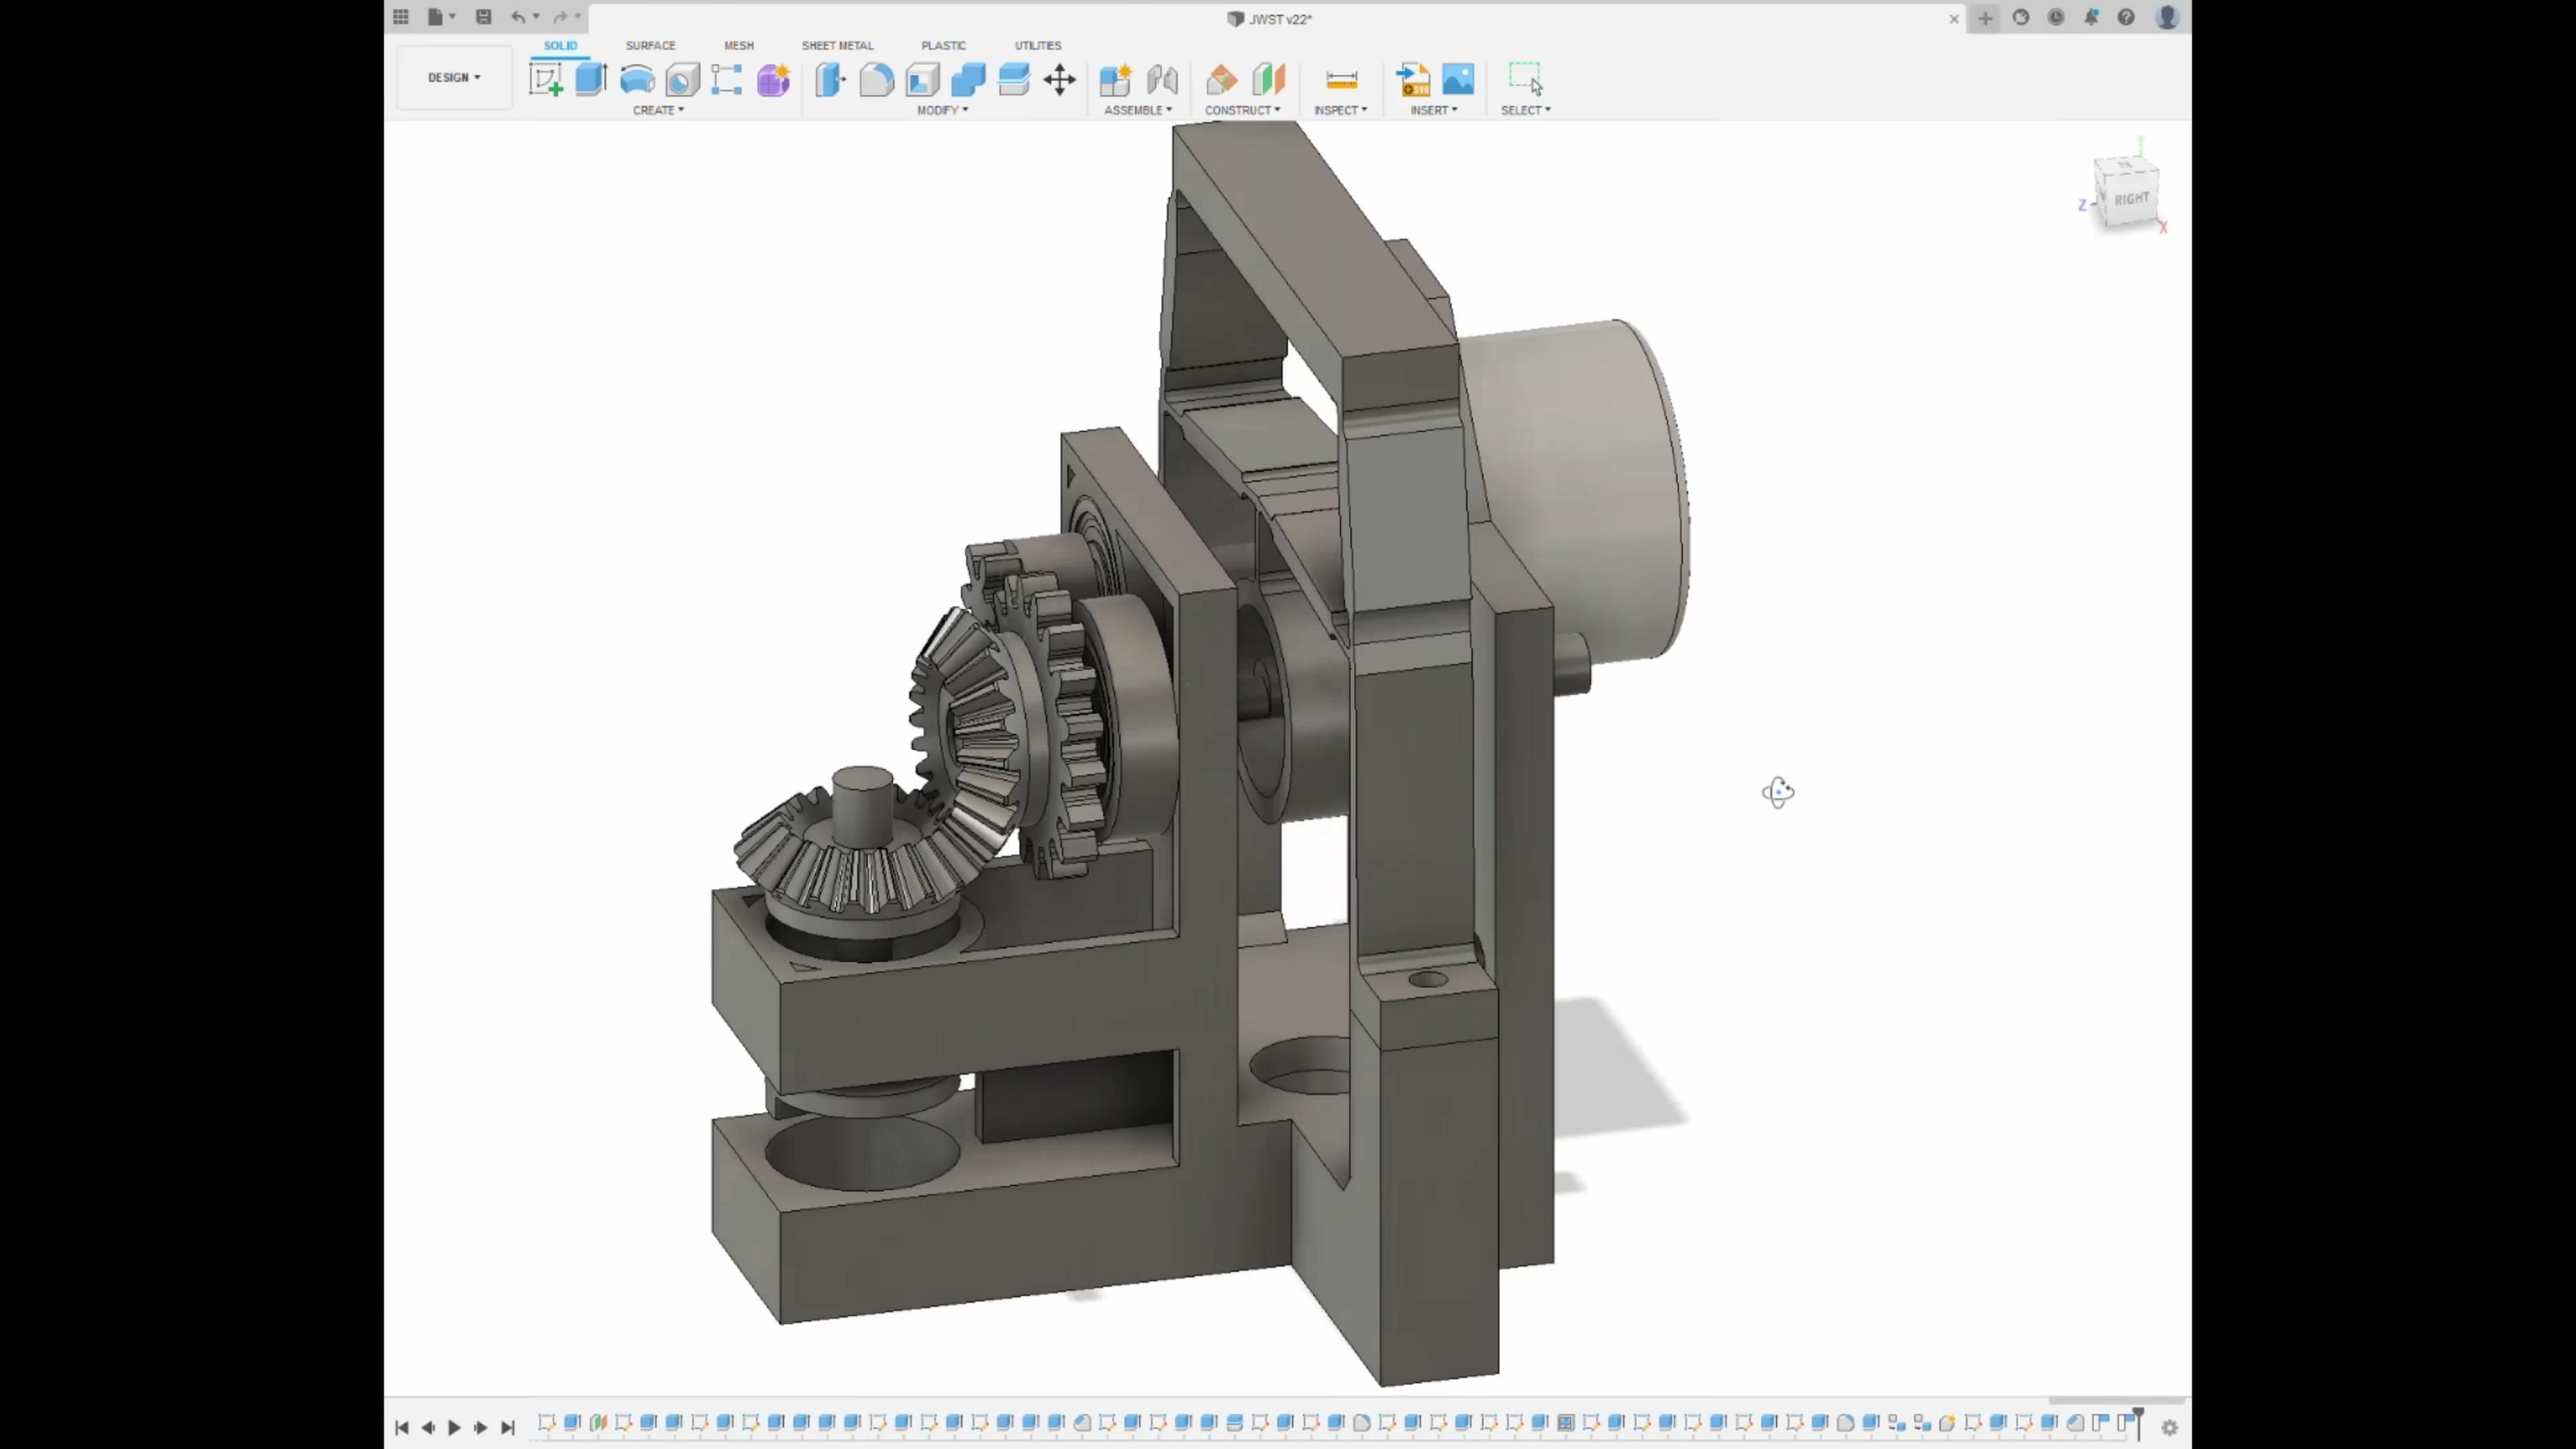 JWST v22*
SOLID SURFACE MESH SHEET METAL PLASTIC UTILITIES
DESIGN
CREATE MODIFY ASSEMBLE CONSTRUCT INSPECT INSERT SELECT
Y
Z RIGHT
X